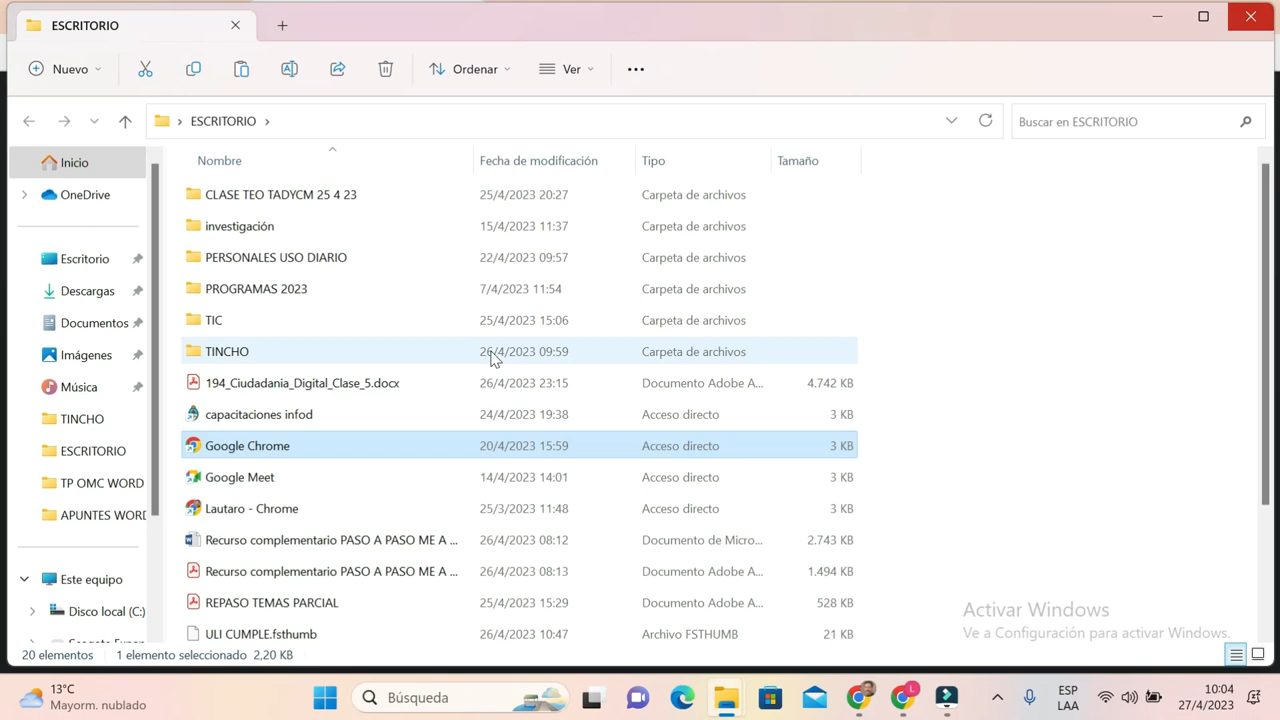 ESCRITORIO
Nuevo
Ordenar
Ver
ESCRITORIO
Buscar en ESCRITORIO
Inicio
OneDrive
Escritorio
Descargas
Documentos
Imágenes
Música
TINCHO
ESCRITORIO
TP OMC WORD
APUNTES WORD
Este equipo
Disco local (C:)
Nombre Fecha de modificación Tipo Tamaño
CLASE TEO TADYCM 25 4 23 25/4/2023 20:27 Carpeta de archivos
investigación 15/4/2023 11:37 Carpeta de archivos
PERSONALES USO DIARIO 22/4/2023 09:57 Carpeta de archivos
PROGRAMAS 2023 7/4/2023 11:54 Carpeta de archivos
TIC 25/4/2023 15:06 Carpeta de archivos
TINCHO 26/4/2023 09:59 Carpeta de archivos
194_Ciudadania_Digital_Clase_5.docx 26/4/2023 23:15 Documento Adobe A... 4.742 KB
capacitaciones infod 24/4/2023 19:38 Acceso directo 3 KB
Google Chrome 20/4/2023 15:59 Acceso directo 3 KB
Google Meet 14/4/2023 14:01 Acceso directo 3 KB
Lautaro - Chrome 25/3/2023 11:48 Acceso directo 3 KB
Recurso complementario PASO A PASO ME A ... 26/4/2023 08:12 Documento de Micro... 2.743 KB
Recurso complementario PASO A PASO ME A ... 26/4/2023 08:13 Documento Adobe A... 1.494 KB
REPASO TEMAS PARCIAL 25/4/2023 15:29 Documento Adobe A... 528 KB
ULI CUMPLE.fsthumb 26/4/2023 10:47 Archivo FSTHUMB 21 KB
Activar Windows
Ve a Configuración para activar Windows.
20 elementos 1 elemento seleccionado 2,20 KB
13°C
Mayorm. nublado
Búsqueda
L
ESP
LAA
10:04
27/4/2023